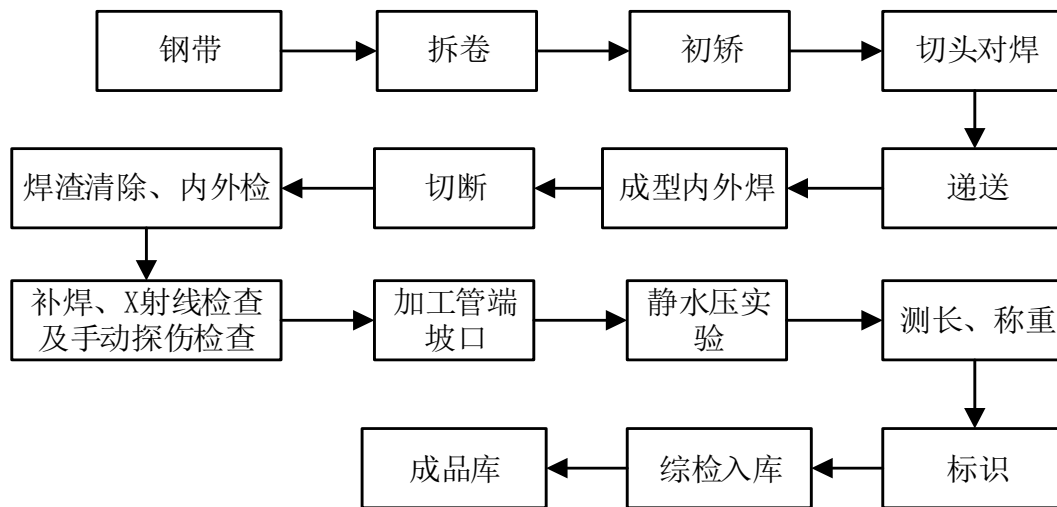 钢带
拆卷
初矫
切头对焊
递送
成型内外焊
切断
焊渣清除、内外检
补焊、X射线检查
及手动探伤检查
加工管端
坡口
静水压实
验
测长、称重
标识
综检入库
成品库